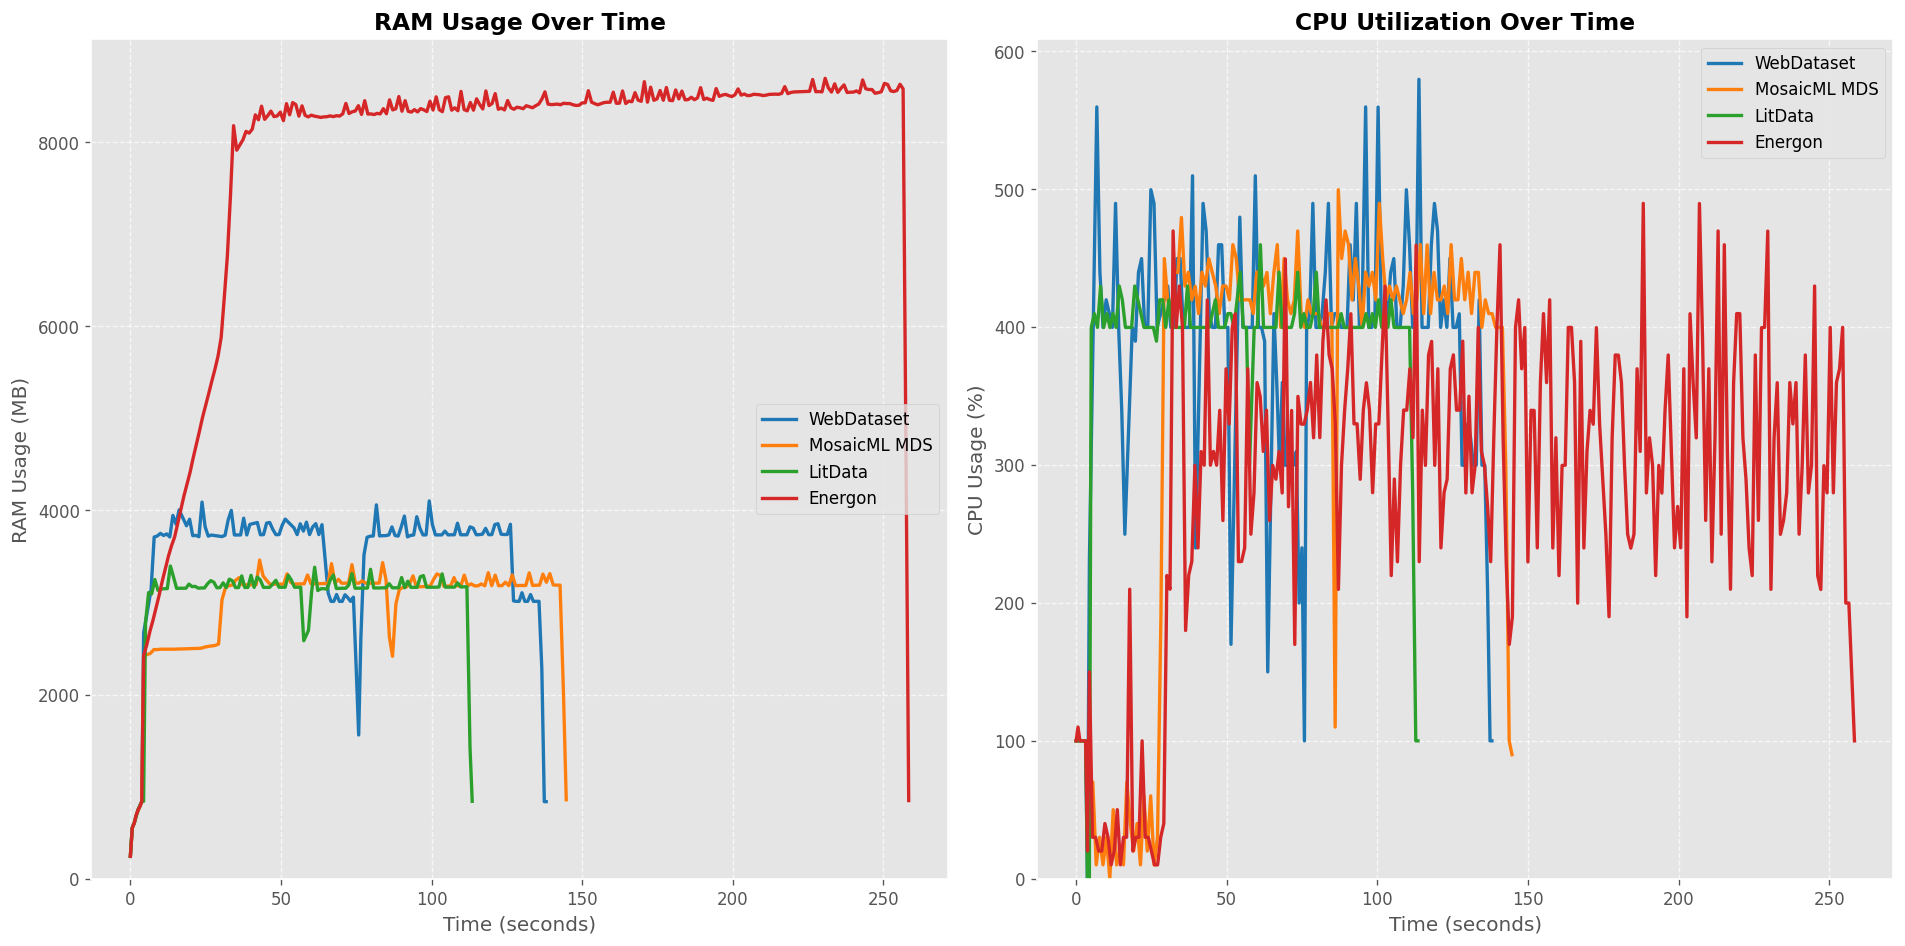 RAM Usage Over Time
RAM Usage (MB)
8000
6000
4000
2000
0
WebDataset
MosaicML MDS
LitData
Energon
0 50 100 150 200 250
Time (seconds)
CPU Utilization Over Time
CPU Usage (%)
600
500
400
300
200
100
0
WebDataset
MosaicML MDS
LitData
Energon
0 50 100 150 200 250
Time (seconds)